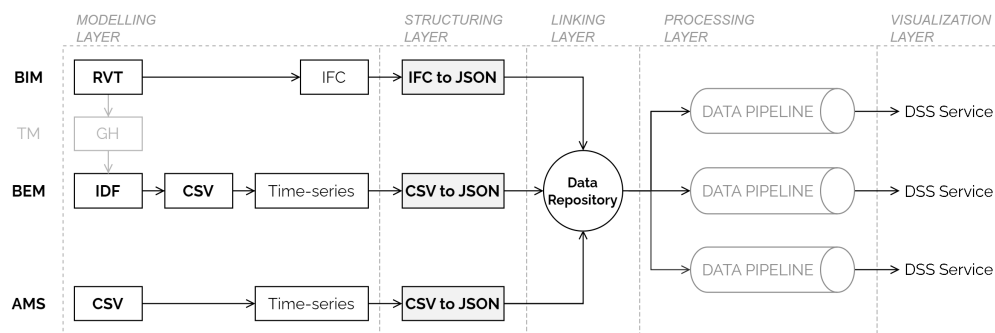 MODELLING LAYER
STRUCTURING LAYER
LINKING LAYER
PROCESSING LAYER
VISUALIZATION LAYER
BIM
RVT
IFC
IFC to JSON
TM
GH
BEM
IDF
CSV
Time-series
CSV to JSON
Data
Repository
AMS
CSV
Time-series
CSV to JSON
DATA PIPELINE
DSS Service
DATA PIPELINE
DSS Service
DATA PIPELINE
DSS Service